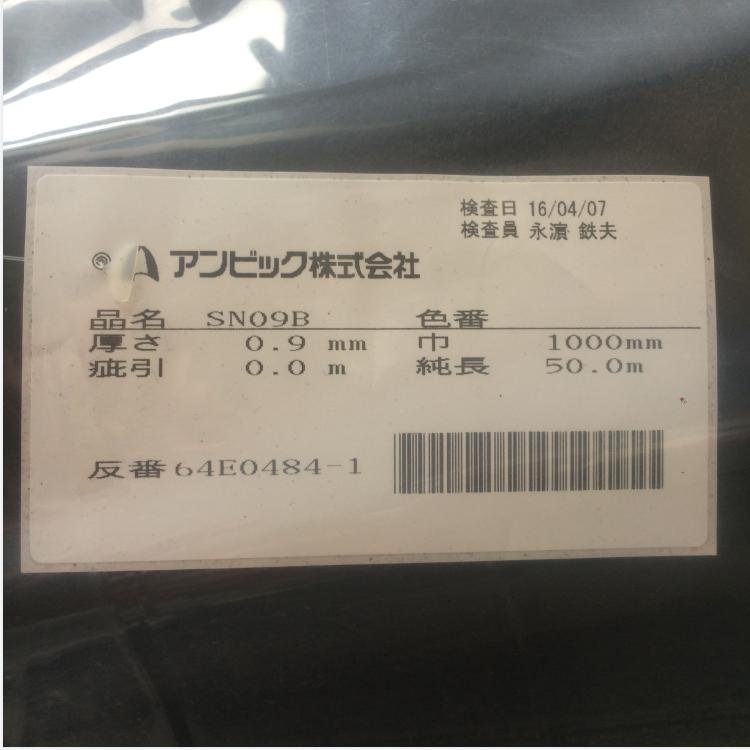 検査日 16/04/07
検査員 永濵 鉄夫
アンビック株式会社
品名 SN09B 色番
厚さ 0.9 mm 巾 1000mm
疵引 0.0 m 純長 50.0m
反番 64E0484-1